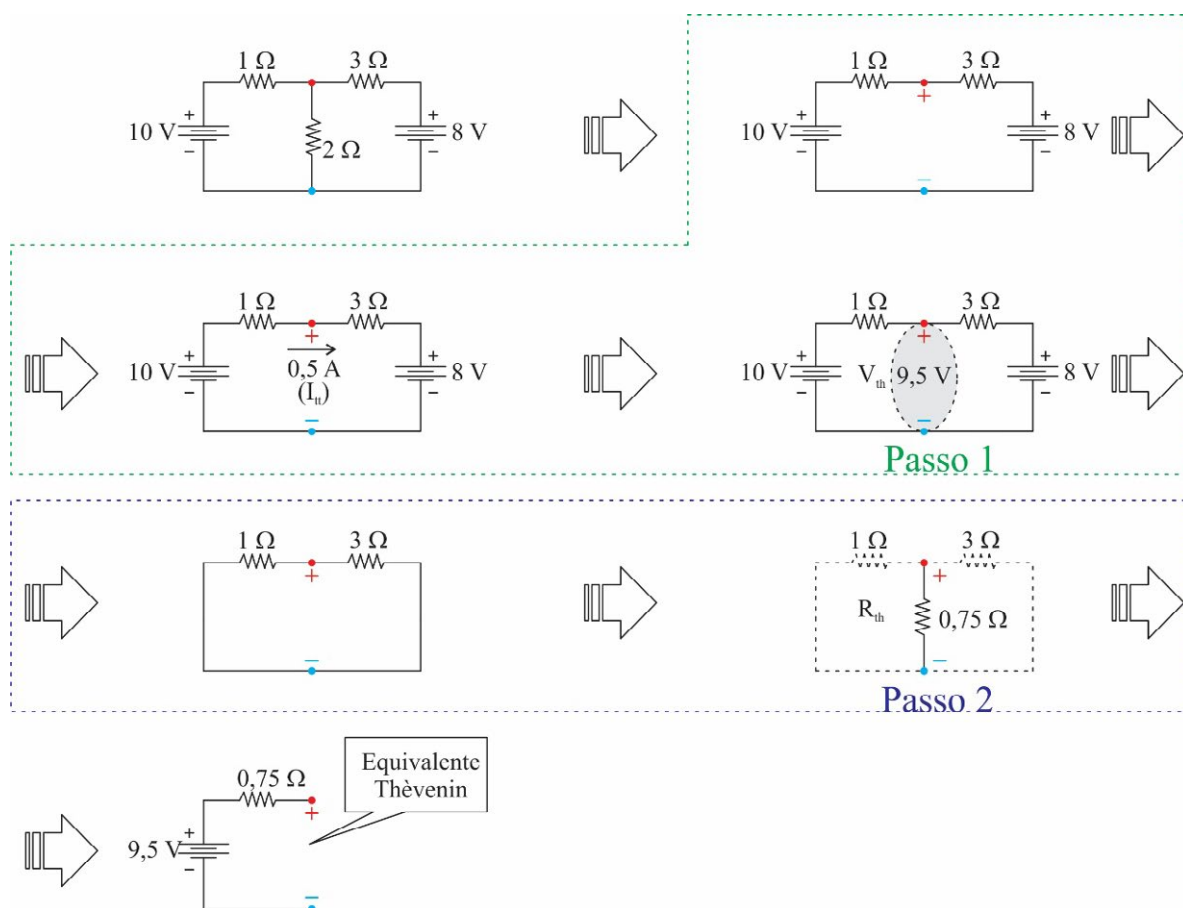 1 Ω 3 Ω
10 V + − 2 Ω + − 8 V
1 Ω 3 Ω
10 V + − + − + − 8 V
1 Ω 3 Ω
10 V + − + 0,5 A (I_tt) − + − 8 V
1 Ω 3 Ω
10 V + − + V_th 9,5 V − + − 8 V
Passo 1
1 Ω 3 Ω
+
−
1 Ω 3 Ω
+
R_th 0,75 Ω
−
Passo 2
0,75 Ω
+
9,5 V + −
−
Equivalente
Thèvenin